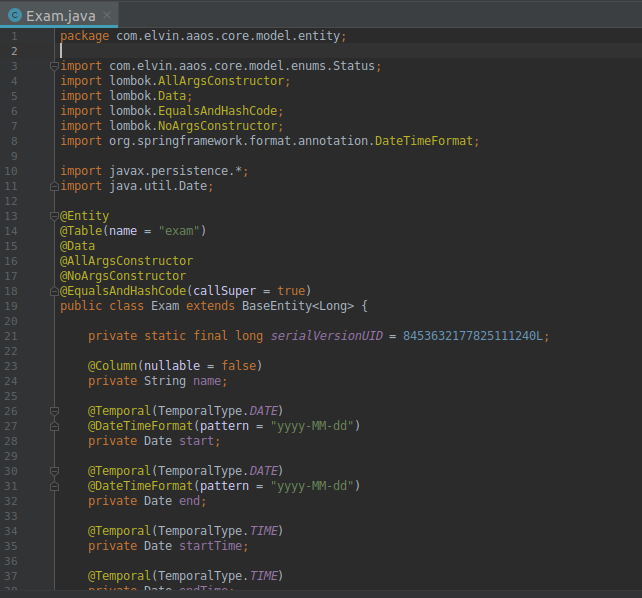 Exam.java
1 package com.elvin.aaos.core.model.entity;
2
3 import com.elvin.aaos.core.model.enums.Status;
4 import lombok.AllArgsConstructor;
5 import lombok.Data;
6 import lombok.EqualsAndHashCode;
7 import lombok.NoArgsConstructor;
8 import org.springframework.format.annotation.DateTimeFormat;
9
10 import javax.persistence.*;
11 import java.util.Date;
12
13 @Entity
14 @Table(name = "exam")
15 @Data
16 @AllArgsConstructor
17 @NoArgsConstructor
18 @EqualsAndHashCode(callSuper = true)
19 public class Exam extends BaseEntity<Long> {
20
21 private static final long serialVersionUID = 8453632177825111240L;
22
23 @Column(nullable = false)
24 private String name;
25
26 @Temporal(TemporalType.DATE)
27 @DateTimeFormat(pattern = "yyyy-MM-dd")
28 private Date start;
29
30 @Temporal(TemporalType.DATE)
31 @DateTimeFormat(pattern = "yyyy-MM-dd")
32 private Date end;
33
34 @Temporal(TemporalType.TIME)
35 private Date startTime;
36
37 @Temporal(TemporalType.TIME)
38 private Date endTime;